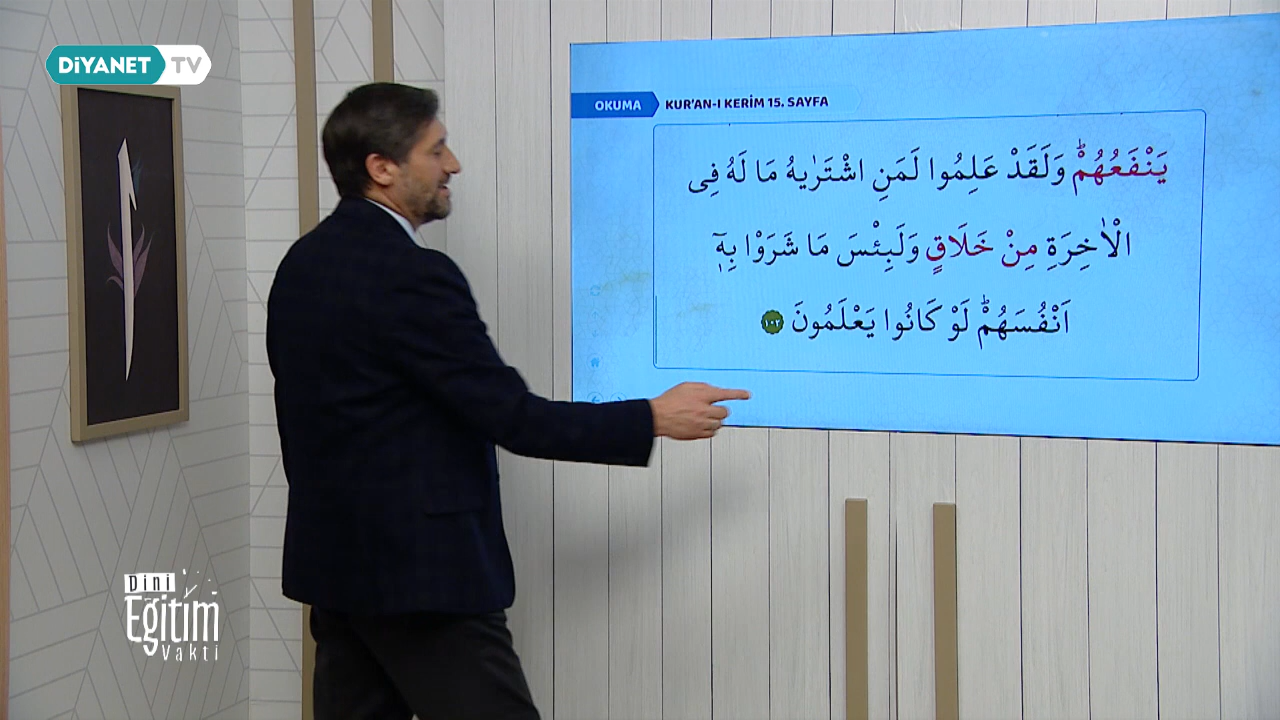 DİYANET TV
OKUMA KUR'AN-I KERİM 15. SAYFA
يَنْفَعُهُمْۜ وَلَقَدْ عَلِمُوا لَمَنِ اشْتَرٰيهُ مَا لَهُ فِى
الْاٰخِرَةِ مِنْ خَلَاقٍ وَلَبِئْسَ مَا شَرَوْا بِهٖٓ
اَنْفُسَهُمْۜ لَوْ كَانُوا يَعْلَمُونَ ١٠٢
Dini
Eğitim
Vakti